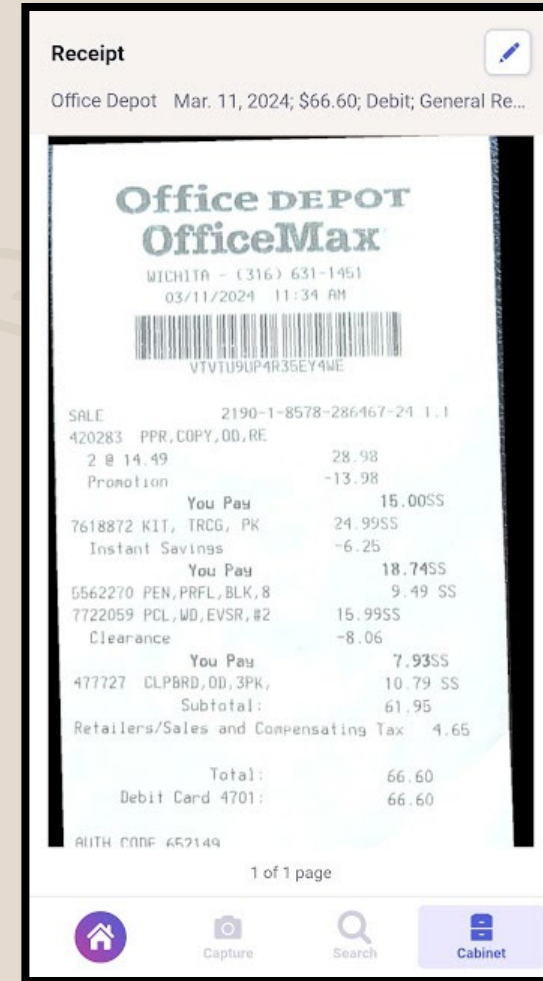 Receipt
Office Depot Mar. 11, 2024; $66.60; Debit; General Re...
Office DEPOT
OfficeMax
WICHITA - (316) 631-1451
03/11/2024 11:34 AM
VTVTU9UP4R35EY4WE
SALE 2190-1-8578-286467-24 1.1
420283 PPR,COPY,OD,RE
2 @ 14.49 28.98
Promotion -13.98
You Pay 15.00SS
7618872 KIT, TRCG, PK 24.99SS
Instant Savings -6.25
You Pay 18.74SS
5562270 PEN,PRFL,BLK,8 9.49 SS
7722059 PCL,WD,EVSR,#2 15.99SS
Clearance -8.06
You Pay 7.93SS
477727 CLPBRD,OD,3PK, 10.79 SS
Subtotal: 61.95
Retailers/Sales and Compensating Tax 4.65
Total: 66.60
Debit Card 4701: 66.60
AUTH CODE 652149
1 of 1 page
Capture
Search
Cabinet